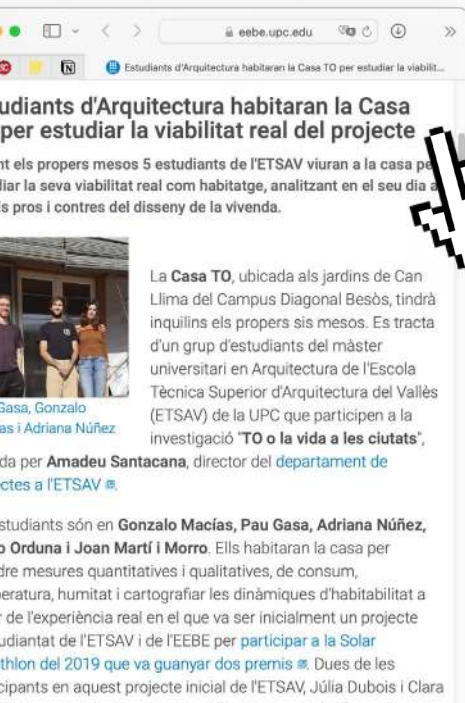 eebe.upc.edu
Estudiants d'Arquitectura habitaran la Casa TO per estudiar la viabilit...
udiants d'Arquitectura habitaran la Casa
per estudiar la viabilitat real del projecte
nt els propers mesos 5 estudiants de l'ETSAV viuran a la casa pe
diar la seva viabilitat real com habitatge, analitzant en el seu dia a
ls pros i contres del disseny de la vivenda.
La Casa TO, ubicada als jardins de Can
Llima del Campus Diagonal Besòs, tindrà
inquilins els propers sis mesos. Es tracta
d'un grup d'estudiants del màster
universitari en Arquitectura de l'Escola
Tècnica Superior d'Arquitectura del Vallès
(ETSAV) de la UPC que participen a la
investigació "TO o la vida a les ciutats",
Gasa, Gonzalo
as i Adriana Núñez
da per Amadeu Santacana, director del departament de
ectes a l'ETSAV
studiants són en Gonzalo Macías, Pau Gasa, Adriana Núñez,
o Orduna i Joan Martí i Morro. Ells habitaran la casa per
dre mesures quantitatives i qualitatives, de consum,
peratura, humitat i cartografiar les dinàmiques d'habitabilitat a
r de l'experiència real en el que va ser inicialment un projecte
udiantat de l'ETSAV i de l'EEBE per participar a la Solar
athlon del 2019 que va guanyar dos premis. Dues de les
cipants en aquest projecte inicial de l'ETSAV, Júlia Dubois i Clara